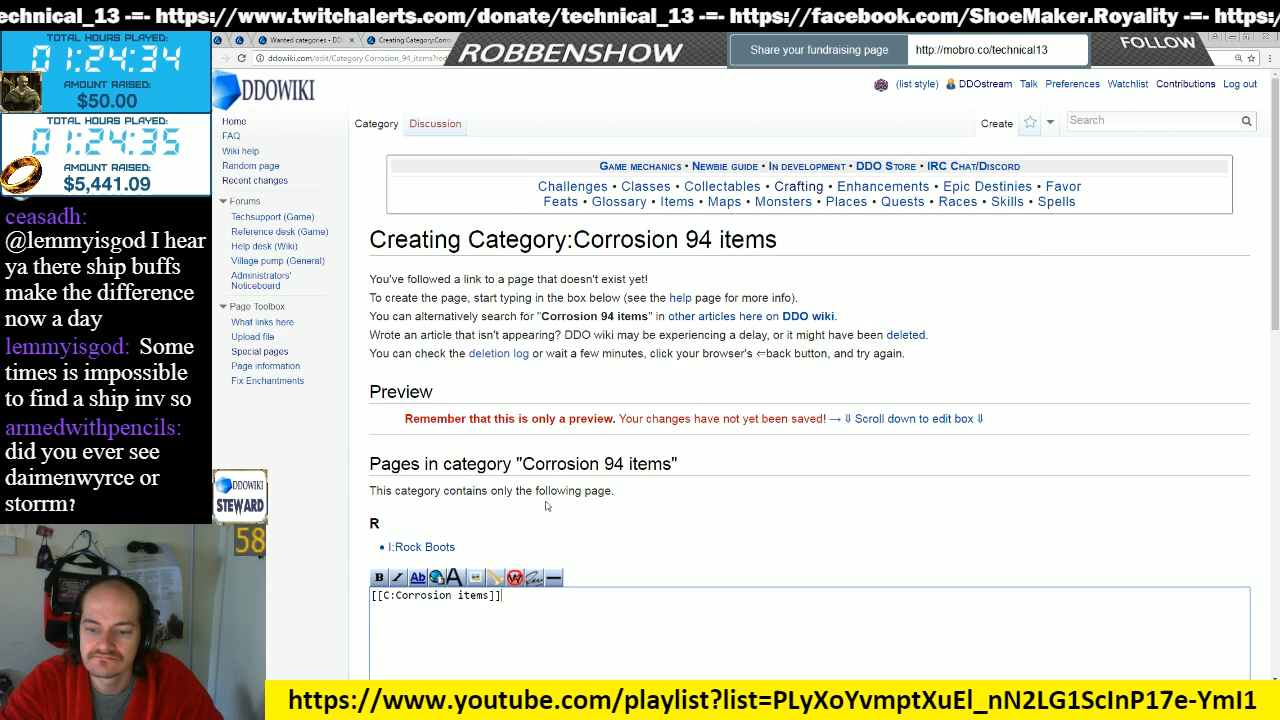 echnical_13 -=- https://www.twitchalerts.com/donate/technical_13 -=- https://facebook.com/ShoeMaker.Royality -=- https:/
TOTAL HOURS PLAYED:
01:24:34
AMOUNT RAISED:
$50.00
TOTAL HOURS PLAYED:
01:24:35
AMOUNT RAISED:
$5,441.09
ceasadh:
@lemmyisgod I hear
ya there ship buffs
make the difference
now a day
lemmyisgod: Some
times is impossible
to find a ship inv so
armedwithpencils:
did you ever see
daimenwyrce or
storrm?
Wanted categories - DD
Creating Category:Corro
ddowiki.com/edit/Category:Corrosion_94_items?red
ROBBENSHOW
Share your fundraising page
http://mobro.co/technical13
FOLLOW
DDOWIKI
(list style) DDOstream Talk Preferences Watchlist Contributions Log out
Home
FAQ
Wiki help
Random page
Recent changes
Forums
Techsupport (Game)
Reference desk (Game)
Help desk (Wiki)
Village pump (General)
Administrators'
Noticeboard
Page Toolbox
What links here
Upload file
Special pages
Page information
Fix Enchantments
DDOWIKI
STEWARD
58
Category Discussion
Create
Search
Game mechanics • Newbie guide • In development • DDO Store • IRC Chat/Discord
Challenges • Classes • Collectables • Crafting • Enhancements • Epic Destinies • Favor
Feats • Glossary • Items • Maps • Monsters • Places • Quests • Races • Skills • Spells
Creating Category:Corrosion 94 items
You've followed a link to a page that doesn't exist yet!
To create the page, start typing in the box below (see the help page for more info).
You can alternatively search for "Corrosion 94 items" in other articles here on DDO wiki.
Wrote an article that isn't appearing? DDO wiki may be experiencing a delay, or it might have been deleted.
You can check the deletion log or wait a few minutes, click your browser's ⇐back button, and try again.
Preview
Remember that this is only a preview. Your changes have not yet been saved! → ⇓ Scroll down to edit box ⇓
Pages in category "Corrosion 94 items"
This category contains only the following page.
R
• I:Rock Boots
B I Ab A W
[[C:Corrosion items]]
https://www.youtube.com/playlist?list=PLyXoYvmptXuEl_nN2LG1ScInP17e-YmI1